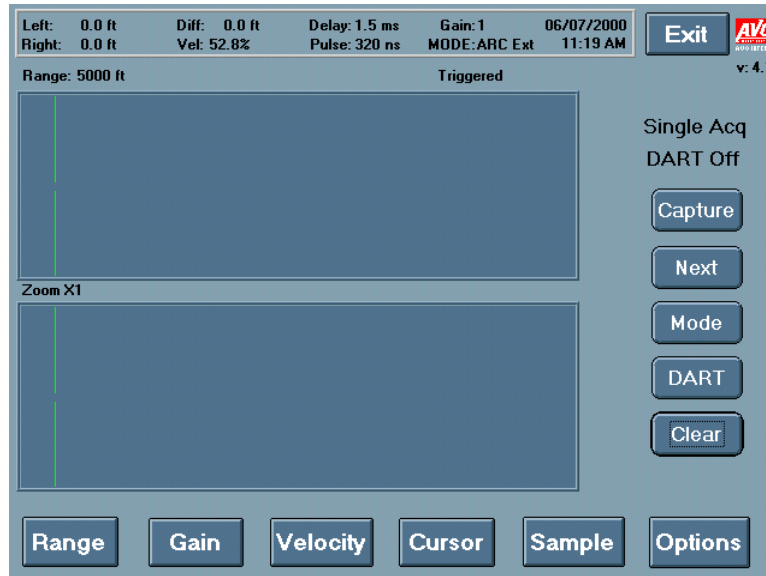 Left: 0.0 ft Diff: 0.0 ft Delay: 1.5 ms Gain: 1 06/07/2000
Right: 0.0 ft Vel: 52.8% Pulse: 320 ns MODE:ARC Ext 11:19 AM
Exit
AVO
v: 4.
Range: 5000 ft Triggered
Single Acq
DART Off
Capture
Next
Zoom X1
Mode
DART
Clear
Range Gain Velocity Cursor Sample Options